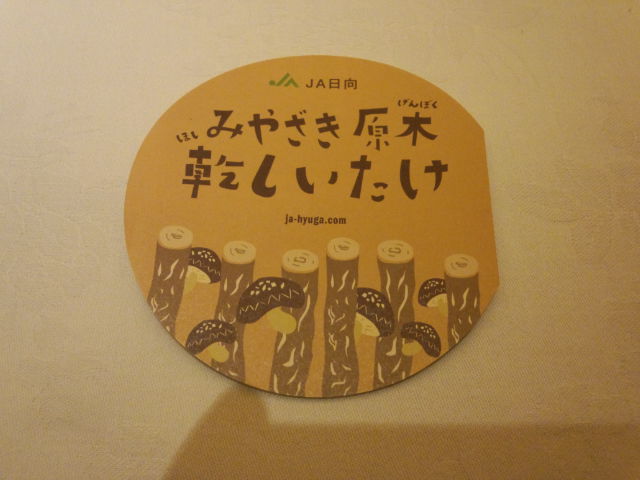 JA日向
げんぼく
みやざき原木
ほし
乾しいたけ
ja-hyuga.com